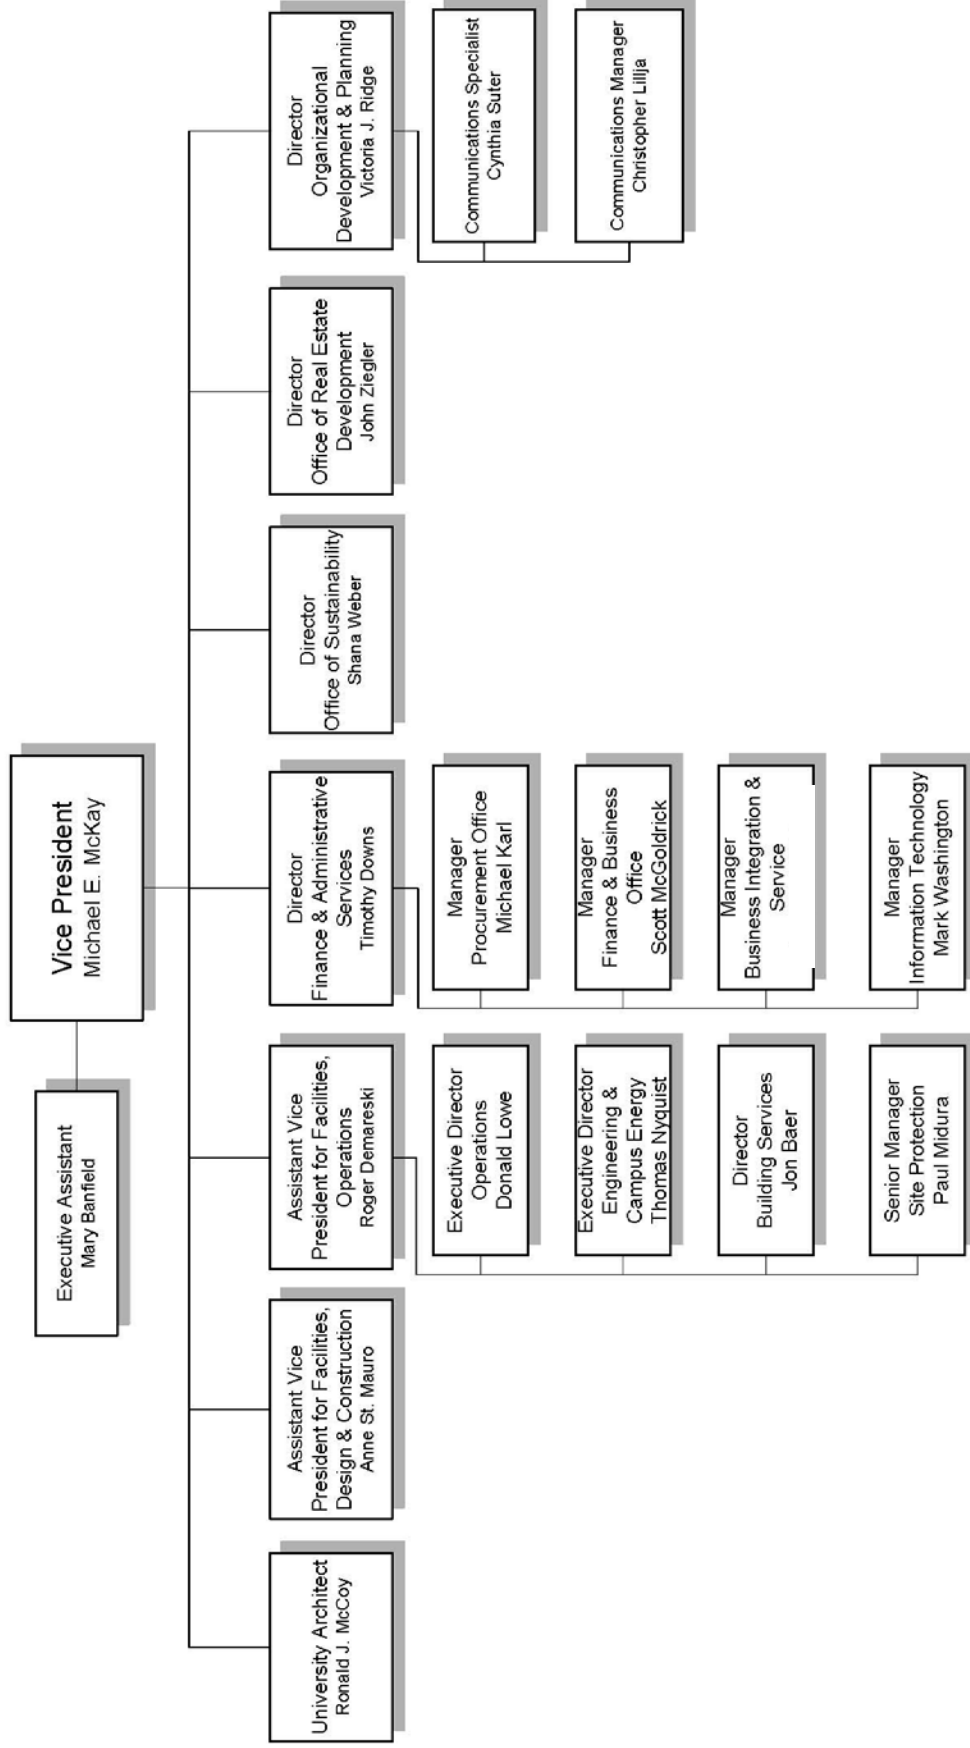 Vice President
Michael E. McKay
Executive Assistant
Mary Banfield
University Architect
Ronald J. McCoy
Assistant Vice
President for Facilities,
Design & Construction
Anne St. Mauro
Assistant Vice
President for Facilities,
Operations
Roger Demareski
Executive Director
Operations
Donald Lowe
Executive Director
Engineering &
Campus Energy
Thomas Nyquist
Director
Building Services
Jon Baer
Senior Manager
Site Protection
Paul Midura
Director
Finance & Administrative
Services
Timothy Downs
Manager
Procurement Office
Michael Karl
Manager
Finance & Business
Office
Scott McGoldrick
Manager
Business Integration &
Service
Manager
Information Technology
Mark Washington
Director
Office of Sustainability
Shana Weber
Director
Office of Real Estate
Development
John Ziegler
Director
Organizational
Development & Planning
Victoria J. Ridge
Communications Specialist
Cynthia Suter
Communications Manager
Christopher Lillja